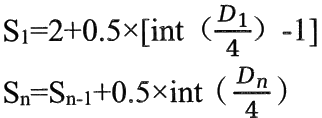 S₁=2+0.5×[int（D₁/4）-1]
Sₙ=Sₙ₋₁+0.5×int（Dₙ/4）